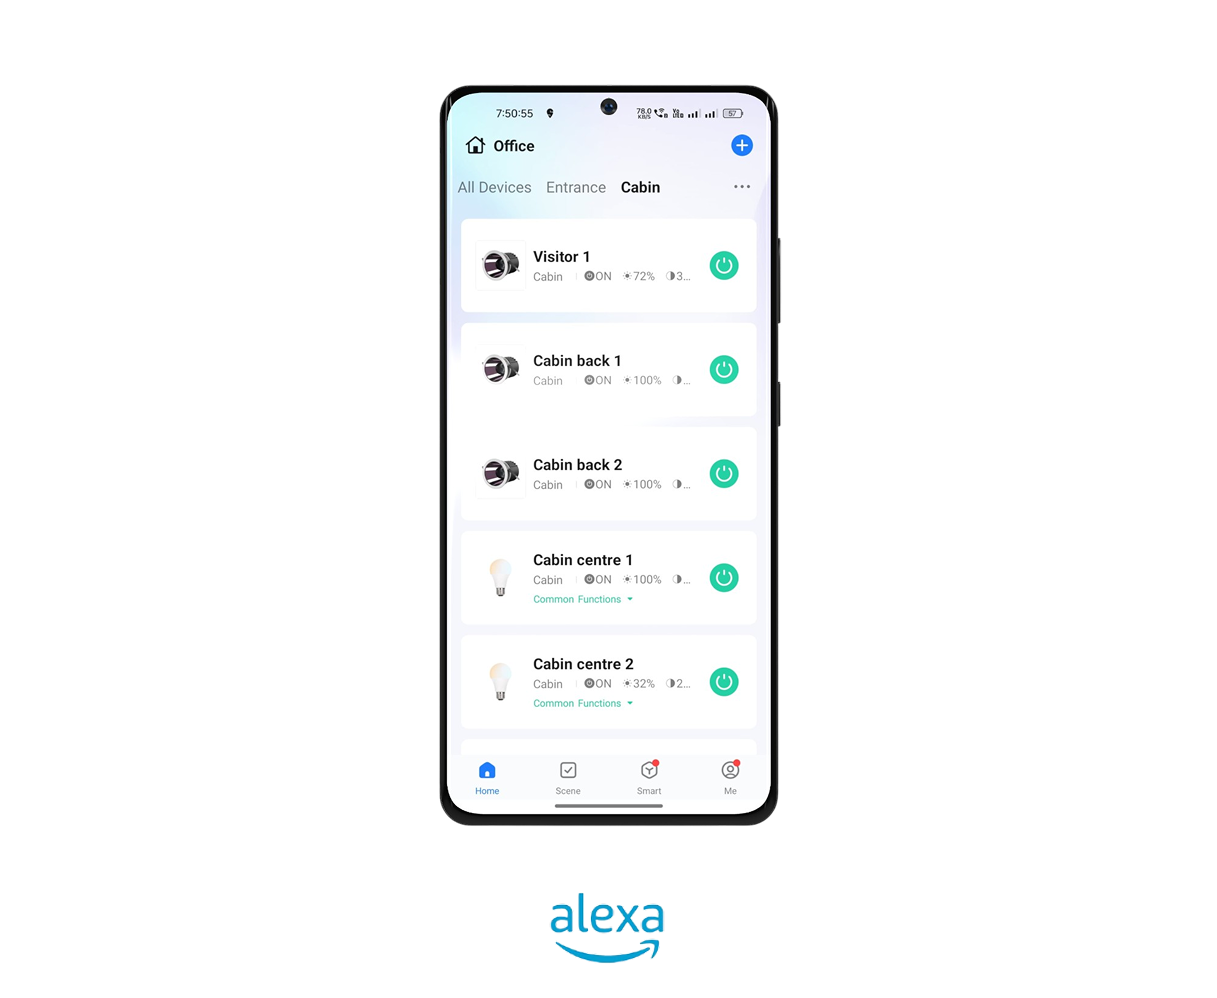 7:50:55 78.0 KB/S Vo LTE 57
Office
All Devices Entrance Cabin ...
Visitor 1
Cabin ON 72% 3...
Cabin back 1
Cabin ON 100% ...
Cabin back 2
Cabin ON 100% ...
Cabin centre 1
Cabin ON 100% ...
Common Functions
Cabin centre 2
Cabin ON 32% 2...
Common Functions
Home Scene Smart Me
alexa